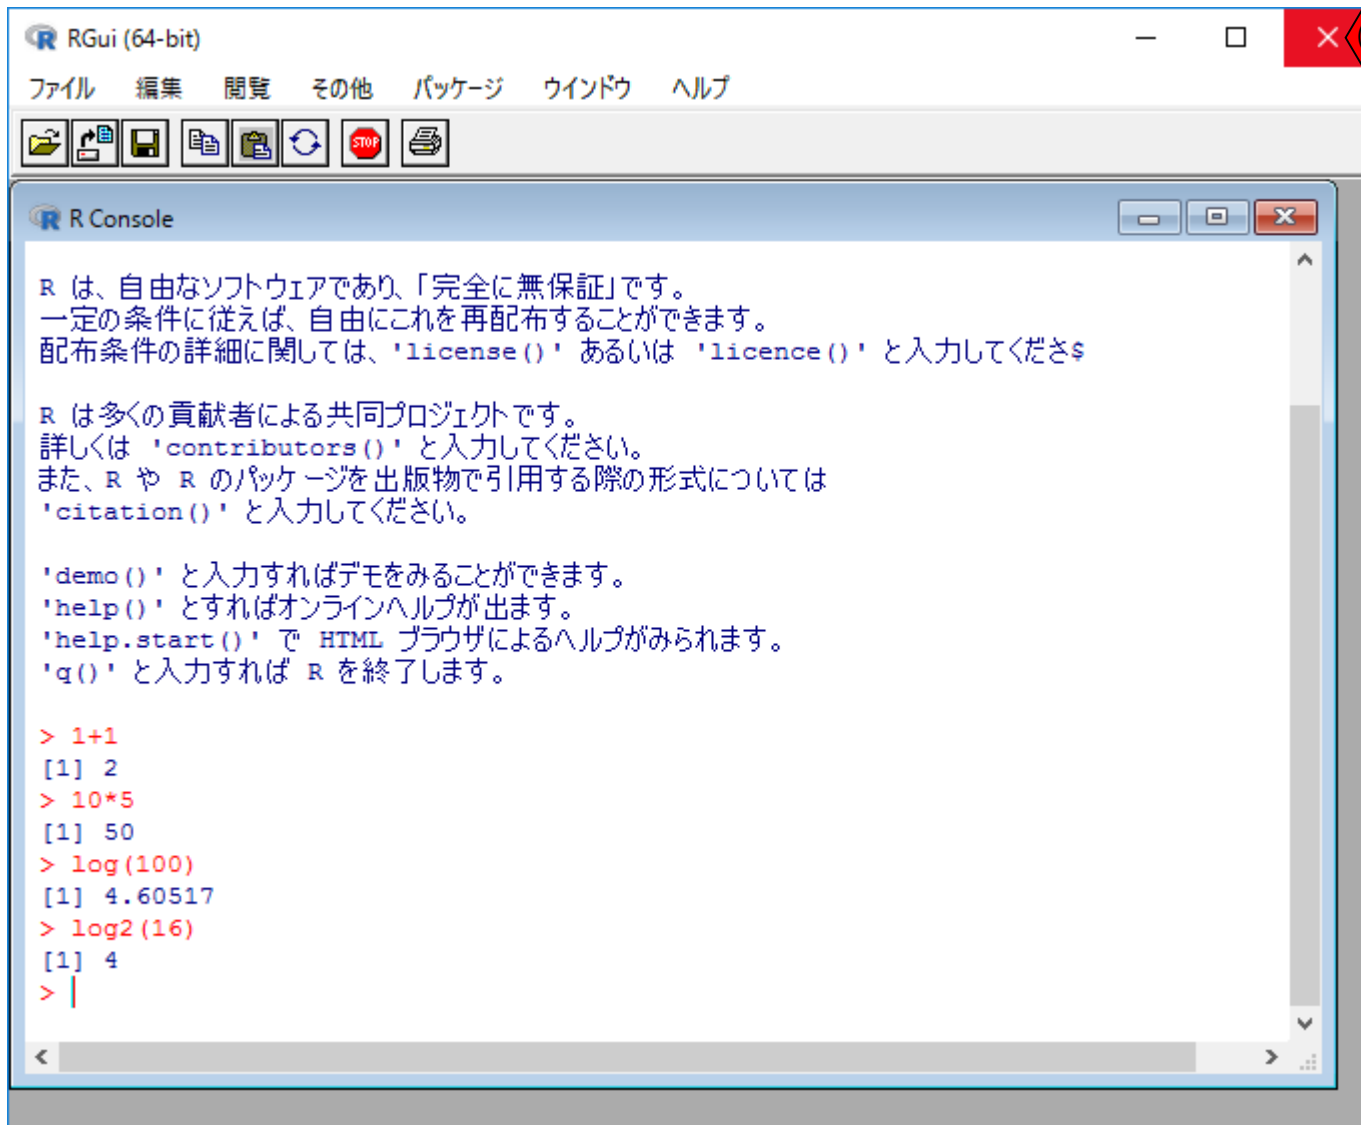 RGui (64-bit)
ファイル 編集 閲覧 その他 パッケージ ウインドウ ヘルプ
STOP
R Console
R は、自由なソフトウェアであり、「完全に無保証」です。
一定の条件に従えば、自由にこれを再配布することができます。
配布条件の詳細に関しては、'license()' あるいは 'licence()' と入力してくださ$
R は多くの貢献者による共同プロジェクトです。
詳しくは 'contributors()' と入力してください。
また、R や R のパッケージを出版物で引用する際の形式については
'citation()' と入力してください。
'demo()' と入力すればデモをみることができます。
'help()' とすればオンラインヘルプが出ます。
'help.start()' で HTML ブラウザによるヘルプがみられます。
'q()' と入力すれば R を終了します。
> 1+1
[1] 2
> 10*5
[1] 50
> log(100)
[1] 4.60517
> log2(16)
[1] 4
>